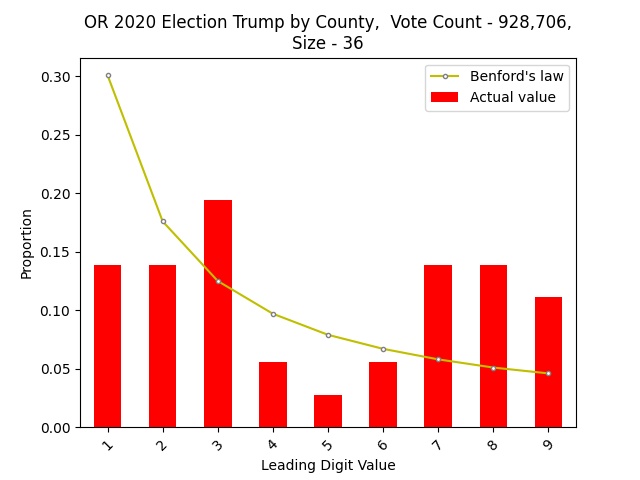 OR 2020 Election Trump by County,  Vote Count - 928,706,
Size - 36
Benford's law
Actual value
Proportion
0.30
0.25
0.20
0.15
0.10
0.05
0.00
1 2 3 4 5 6 7 8 9
Leading Digit Value